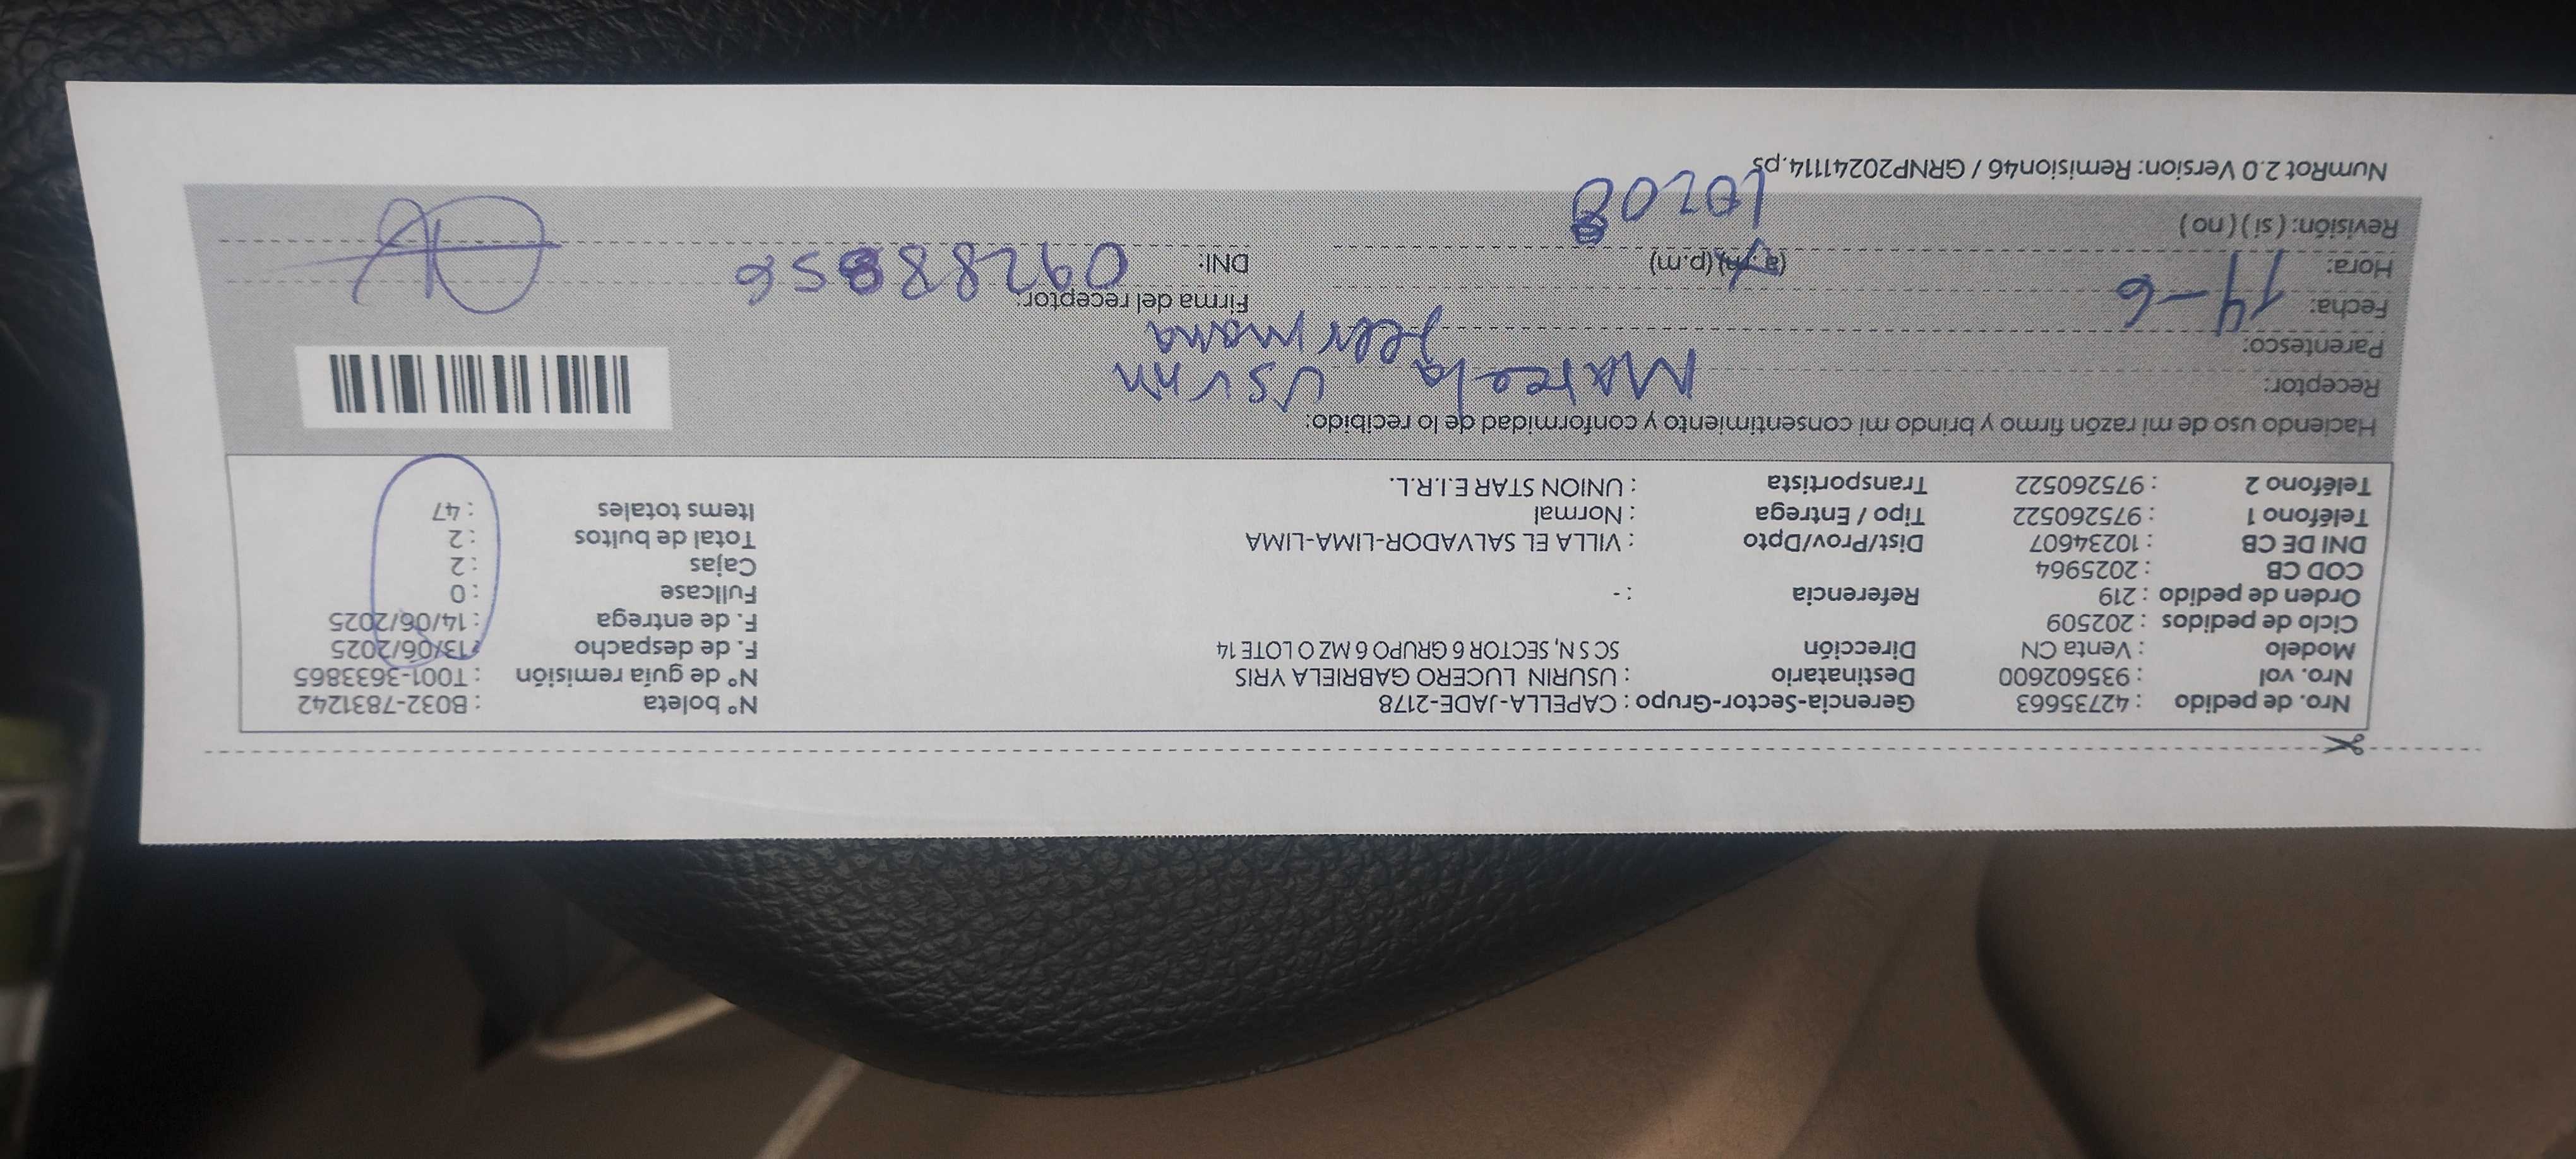 Nro. de pedido : 42735663 Gerencia-Sector-Grupo : CAPELLA-JADE-2178 N° boleta : B032-7831242
Nro. vol : 935602600 Destinatario : USURIN LUCERO GABRIELA YRIS N° de guía remisión : T001-3633865
Modelo : Venta CN Dirección SC S N, SECTOR 6 GRUPO 6 MZ O LOTE 14 F. de despacho : 13/06/2025
Ciclo de pedidos : 202509 F. de entrega : 14/06/2025
Orden de pedido : 219 Referencia : - Fullcase : 0
COD CB : 2025964 Cajas : 2
DNI DE CB : 10234607 Dist/Prov/Dpto : VILLA EL SALVADOR-LIMA-LIMA Total de bultos : 2
Teléfono 1 : 975260522 Tipo / Entrega : Normal Items totales : 47
Teléfono 2 : 975260522 Transportista : UNION STAR E.I.R.L.
Haciendo uso de mi razón firmo y brindo mi consentimiento y conformidad de lo recibido:
Receptor: Marcela
Parentesco: hermana
Fecha: 14-6 Firma del receptor:
Hora: (a.m)(p.m) DNI: 09288856
Revisión: ( si ) ( no )
NumRot 2.0 Version: Remision46 / GRNP20241114.ps